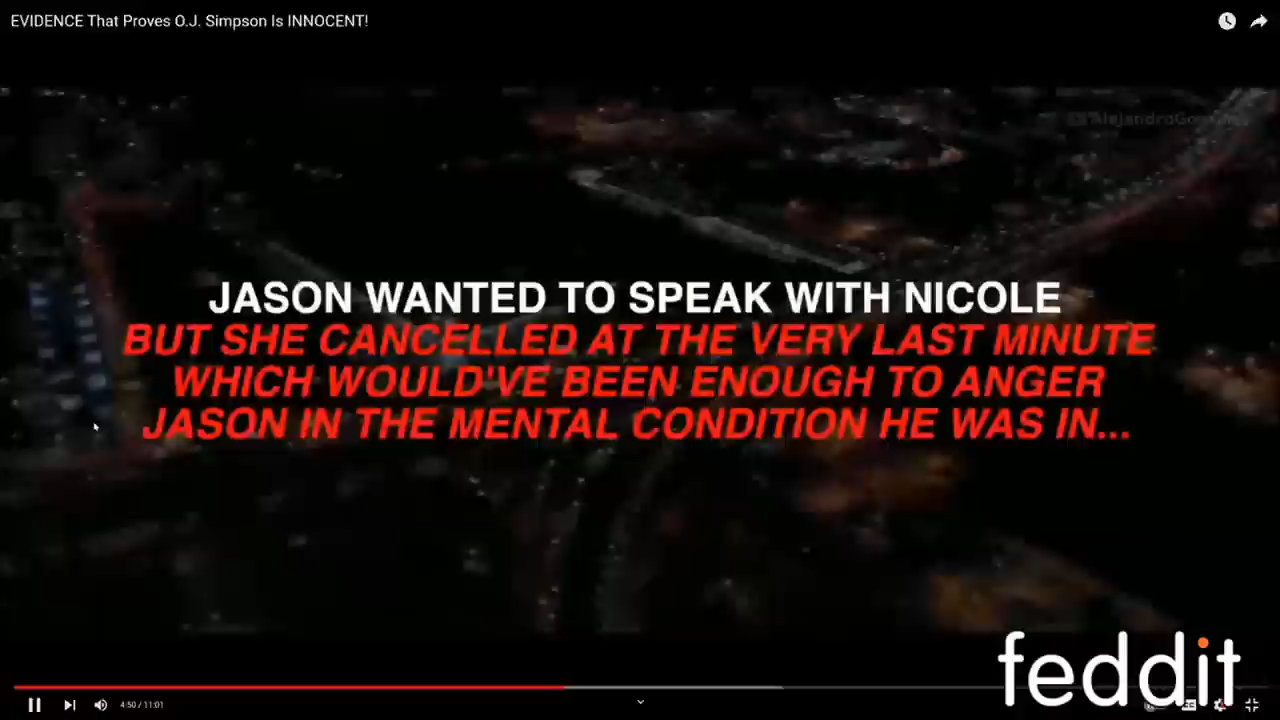 EVIDENCE That Proves O.J. Simpson Is INNOCENT!
JASON WANTED TO SPEAK WITH NICOLE
BUT SHE CANCELLED AT THE VERY LAST MINUTE
WHICH WOULD'VE BEEN ENOUGH TO ANGER
JASON IN THE MENTAL CONDITION HE WAS IN...
feddit
4:50 / 11:01